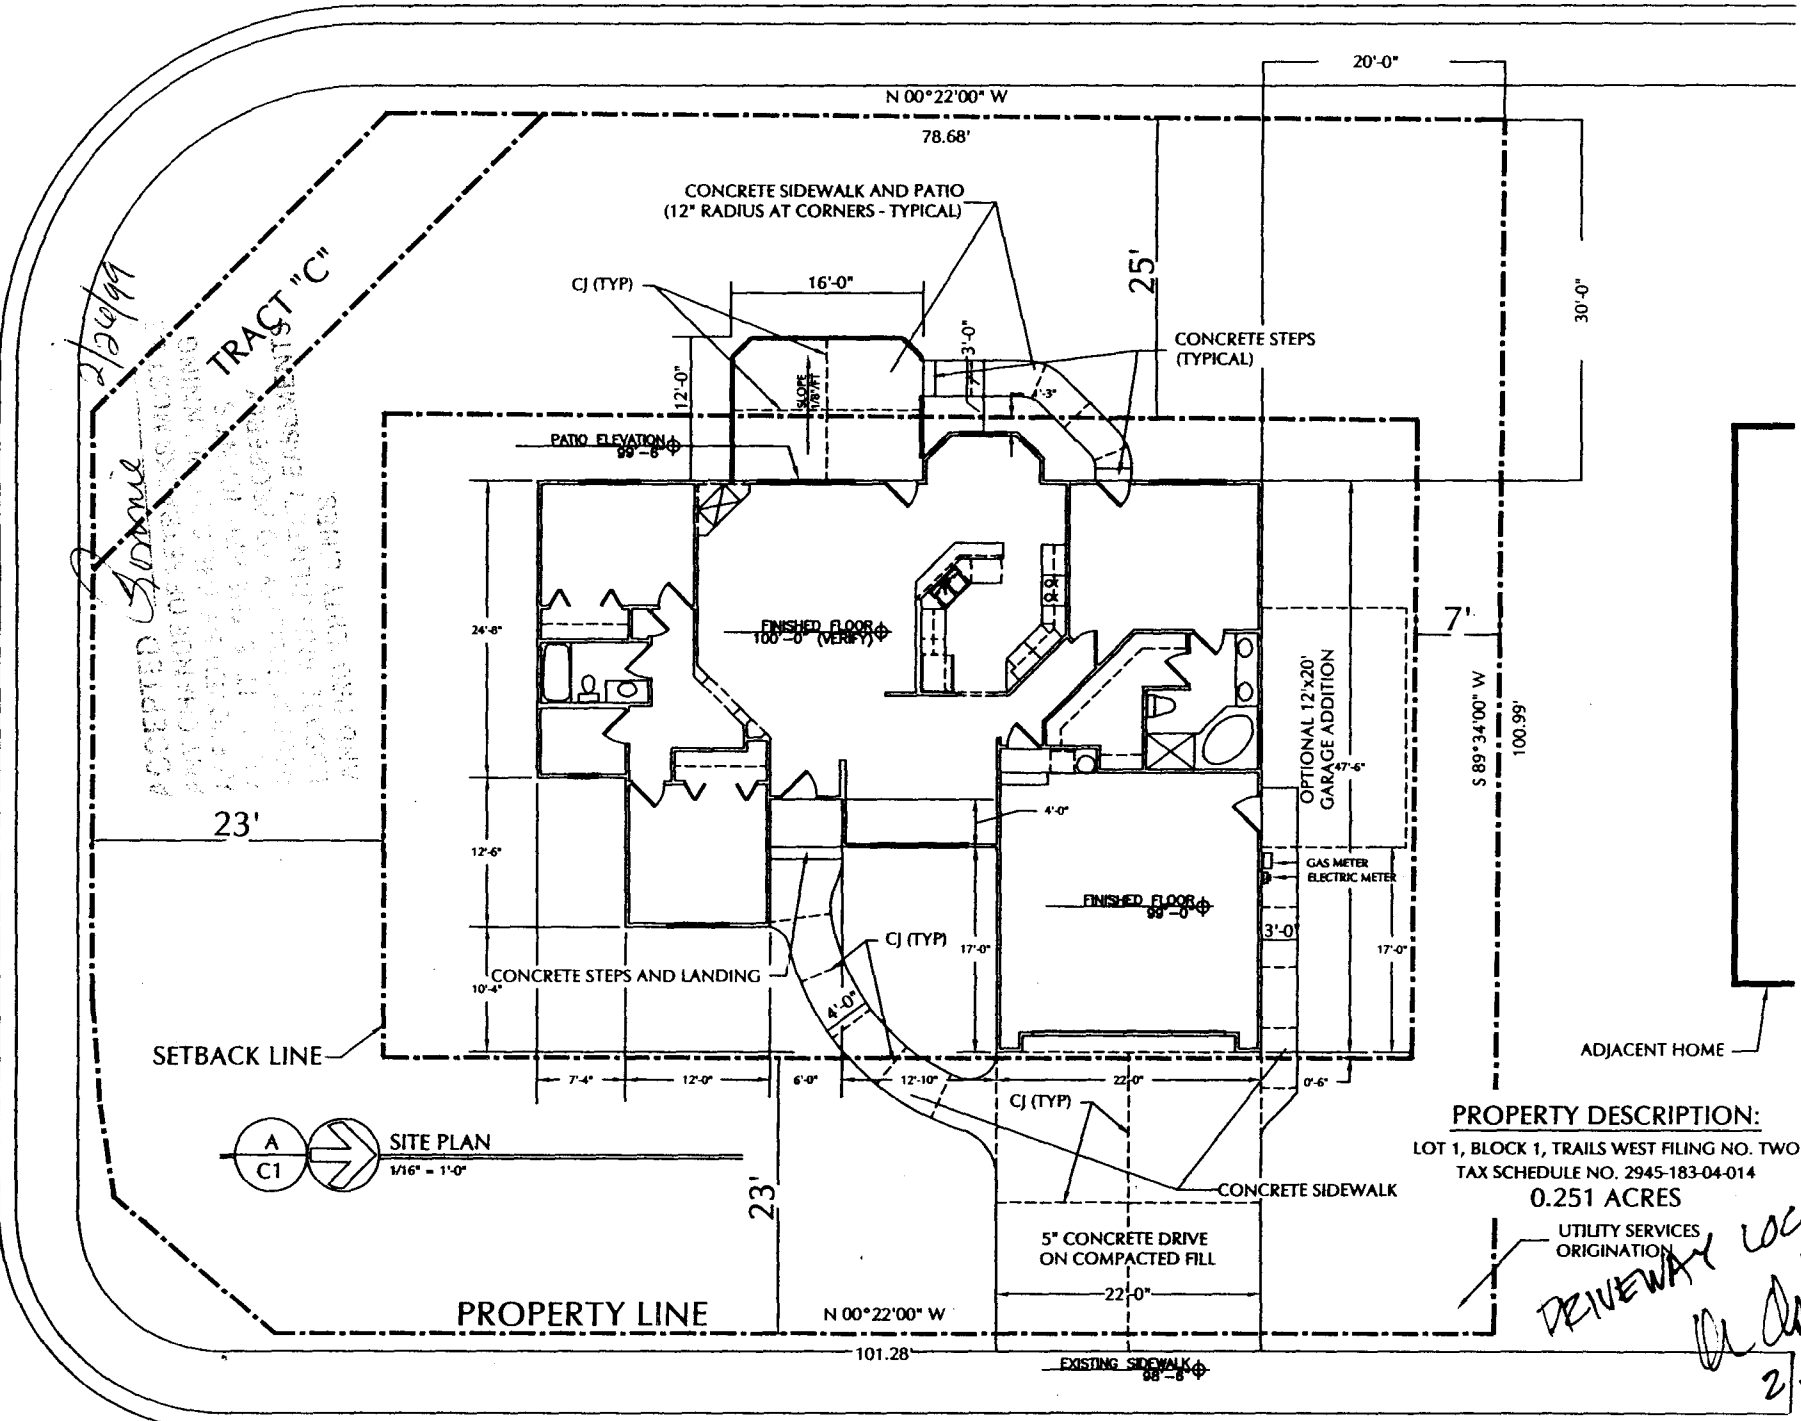 20'-0"
N 00°22'00" W
78.68'
CONCRETE SIDEWALK AND PATIO
(12" RADIUS AT CORNERS - TYPICAL)
25'
30'-0"
TRACT "C"
2/26/99
CJ (TYP)
16'-0"
3'-0"
CONCRETE STEPS
(TYPICAL)
12'-0"
SLOPE
1/8"/FT
4'-3"
PATIO ELEVATION
99'-6"
ACCEPTED
24'-8"
FINISHED FLOOR
100'-0" (VERIFY)
7'
OPTIONAL 12'x20'
GARAGE ADDITION
47'-6"
S 89°34'00" W
100.99'
23'
4'-0"
12'-6"
GAS METER
ELECTRIC METER
FINISHED FLOOR
99'-0"
3'-0"
CJ (TYP)
17'-0"
17'-0"
CONCRETE STEPS AND LANDING
10'-4"
4'-0"
SETBACK LINE
ADJACENT HOME
7'-4"
12'-0"
6'-0"
12'-10"
22'-0"
0'-6"
CJ (TYP)
PROPERTY DESCRIPTION:
LOT 1, BLOCK 1, TRAILS WEST FILING NO. TWO
TAX SCHEDULE NO. 2945-183-04-014
0.251 ACRES
A
C1
SITE PLAN
1/16" = 1'-0"
23'
CONCRETE SIDEWALK
5" CONCRETE DRIVE
ON COMPACTED FILL
UTILITY SERVICES
ORIGINATION
22'-0"
DRIVEWAY LOC
PROPERTY LINE
N 00°22'00" W
101.28'
EXISTING SIDEWALK
98'-6"
2/